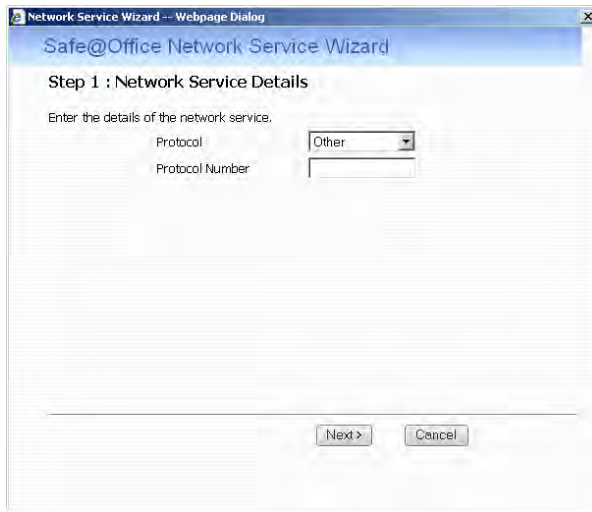 Network Service Wizard -- Webpage Dialog
Safe@Office Network Service Wizard
Step 1 : Network Service Details
Enter the details of the network service.
Protocol Other
Protocol Number
Next > Cancel